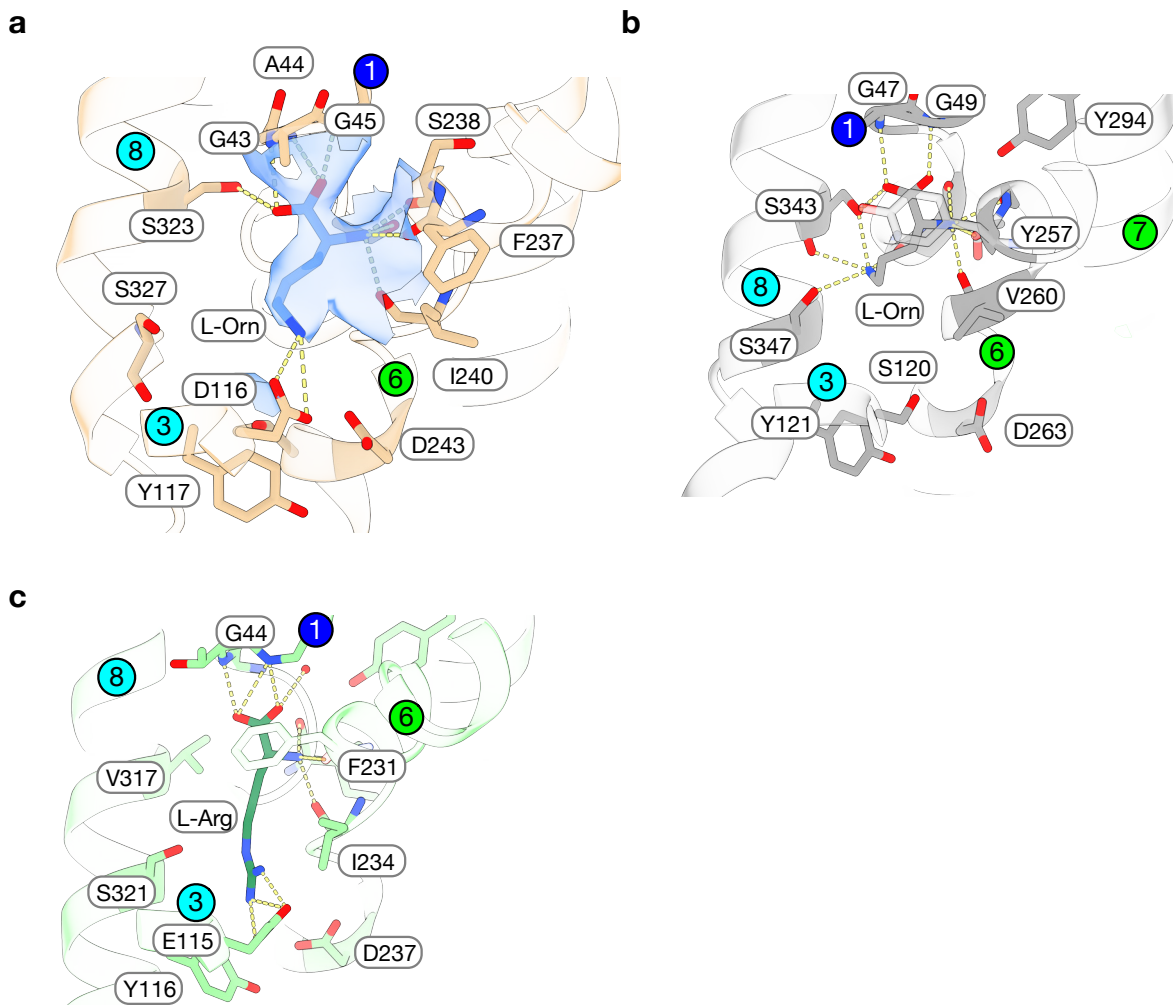 a
A44
1
G43
G45
S238
8
S323
F237
S327
L-Orn
6
I240
D116
3
D243
Y117
b
G47
G49
1
Y294
S343
Y257
7
8
L-Orn
V260
S347
6
3
S120
Y121
D263
c
G44
1
8
6
V317
F231
L-Arg
I234
S321
3
E115
D237
Y116